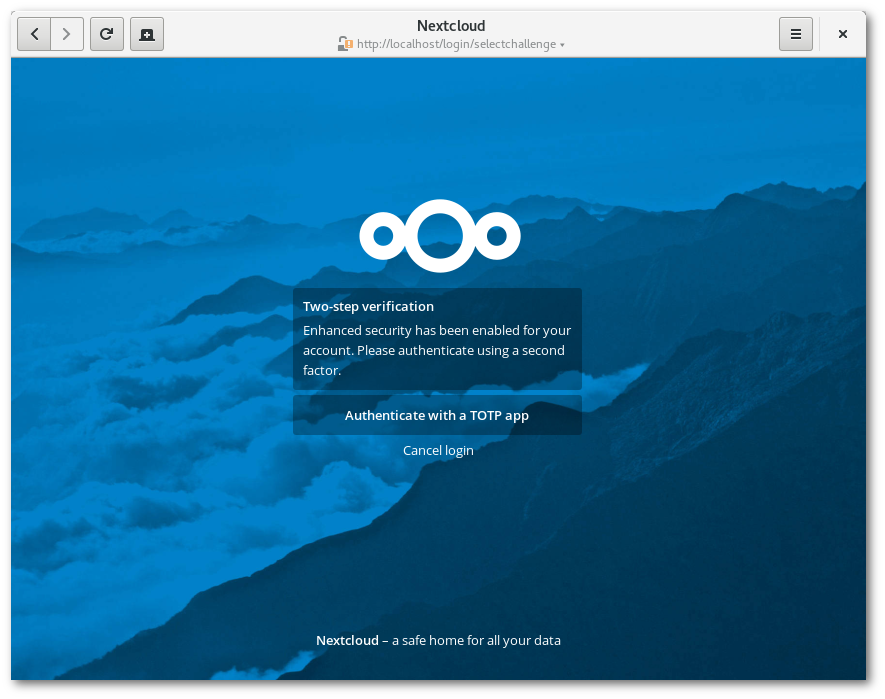 Nextcloud
http://localhost/login/selectchallenge
Two-step verification
Enhanced security has been enabled for your
account. Please authenticate using a second
factor.
Authenticate with a TOTP app
Cancel login
Nextcloud – a safe home for all your data